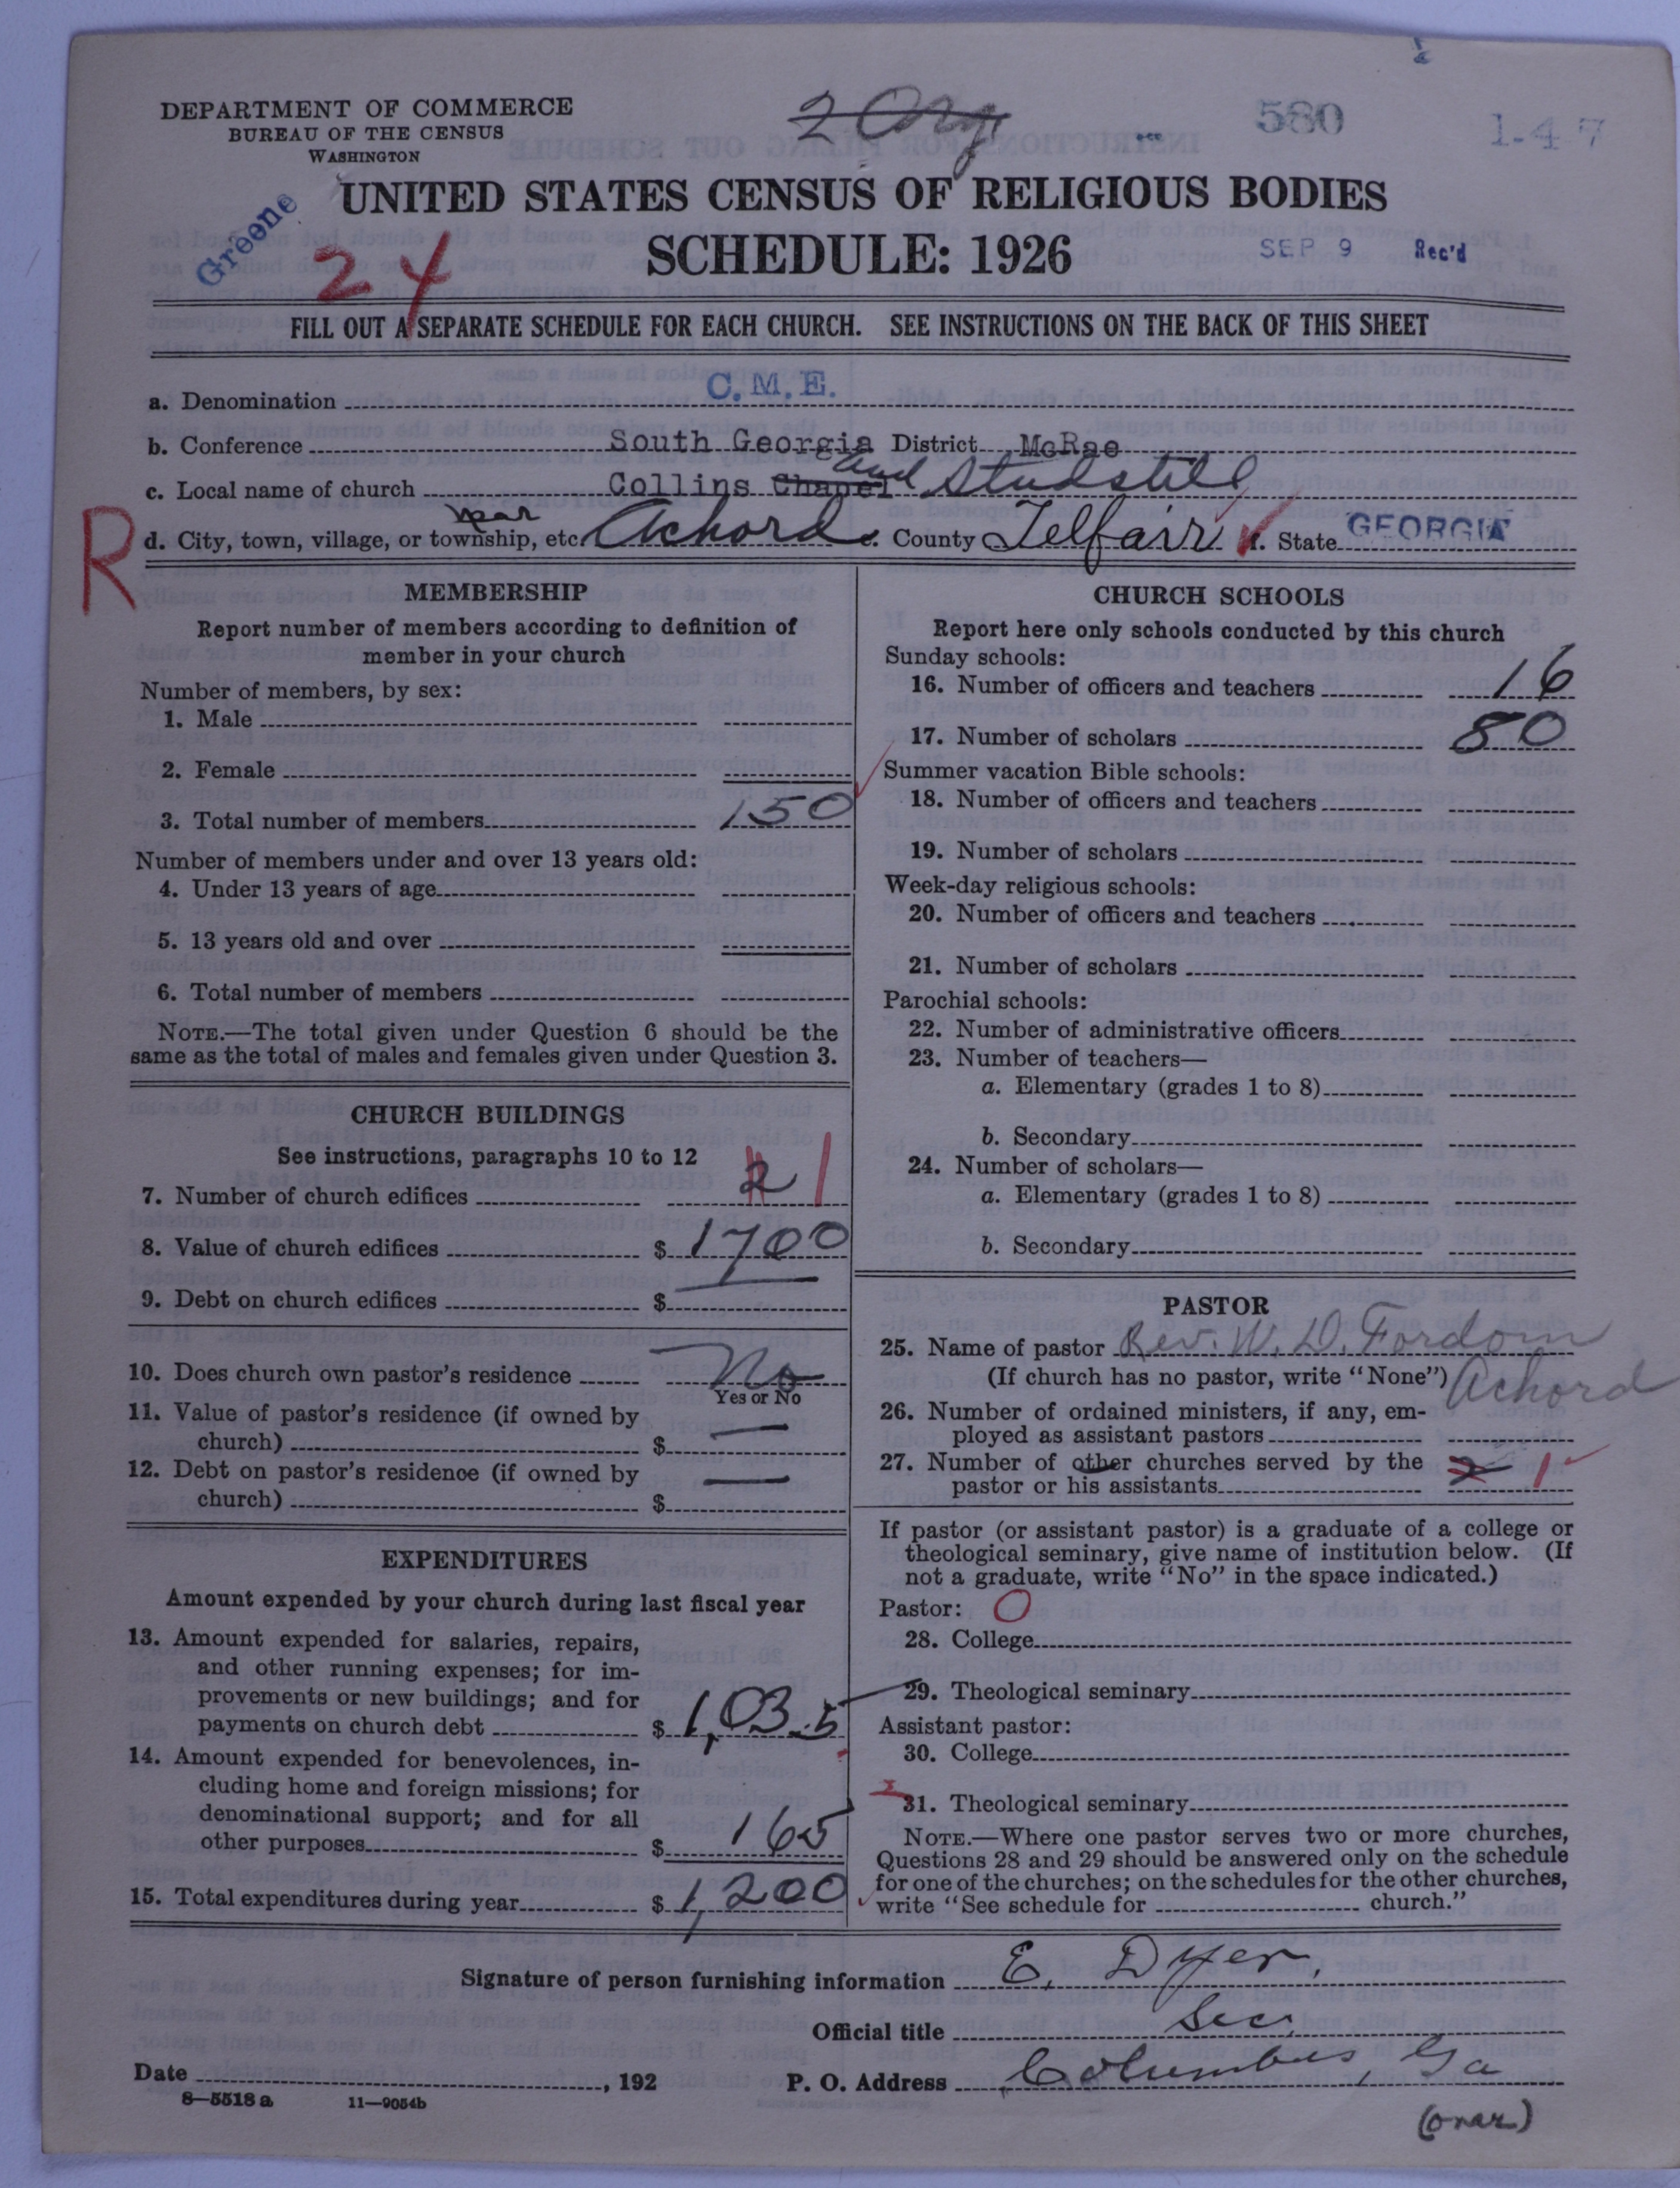 DEPARTMENT OF COMMERCE
BUREAU OF THE CENSUS
WASHINGTON
2 Org
580
1-47
UNITED STATES CENSUS OF RELIGIOUS BODIES
Greene
24
SCHEDULE: 1926
SEP 9 Rec'd
FILL OUT A SEPARATE SCHEDULE FOR EACH CHURCH. SEE INSTRUCTIONS ON THE BACK OF THIS SHEET
a. Denomination C.M.E.
b. Conference South Georgia District McRae
c. Local name of church Collins Chapel and Studstill
R
near
d. City, town, village, or township, etc. Achord e. County Telfair f. State GEORGIA
MEMBERSHIP
Report number of members according to definition of
member in your church
Number of members, by sex:
1. Male
2. Female
3. Total number of members 150
Number of members under and over 13 years old:
4. Under 13 years of age
5. 13 years old and over
6. Total number of members
NOTE.—The total given under Question 6 should be the
same as the total of males and females given under Question 3.
CHURCH BUILDINGS
See instructions, paragraphs 10 to 12
7. Number of church edifices 2 1
8. Value of church edifices $ 1700
9. Debt on church edifices $
10. Does church own pastor's residence No
Yes or No
11. Value of pastor's residence (if owned by
church) $ —
12. Debt on pastor's residence (if owned by
church) $ —
EXPENDITURES
Amount expended by your church during last fiscal year
13. Amount expended for salaries, repairs,
and other running expenses; for im-
provements or new buildings; and for
payments on church debt $ 1,035
14. Amount expended for benevolences, in-
cluding home and foreign missions; for
denominational support; and for all
other purposes $ 165
15. Total expenditures during year $ 1,200
CHURCH SCHOOLS
Report here only schools conducted by this church
Sunday schools:
16. Number of officers and teachers 16
17. Number of scholars 80
Summer vacation Bible schools:
18. Number of officers and teachers
19. Number of scholars
Week-day religious schools:
20. Number of officers and teachers
21. Number of scholars
Parochial schools:
22. Number of administrative officers
23. Number of teachers—
a. Elementary (grades 1 to 8)
b. Secondary
24. Number of scholars—
a. Elementary (grades 1 to 8)
b. Secondary
PASTOR
25. Name of pastor Rev. W. D. Fordom
(If church has no pastor, write "None") Achord
26. Number of ordained ministers, if any, em-
ployed as assistant pastors
27. Number of other churches served by the
pastor or his assistants 2 1
If pastor (or assistant pastor) is a graduate of a college or
theological seminary, give name of institution below. (If
not a graduate, write "No" in the space indicated.)
Pastor: O
28. College
29. Theological seminary
Assistant pastor:
30. College
31. Theological seminary
NOTE.—Where one pastor serves two or more churches,
Questions 28 and 29 should be answered only on the schedule
for one of the churches; on the schedules for the other churches,
write "See schedule for church."
Signature of person furnishing information E. Dyer,
Official title Sec.
Date , 192
P. O. Address Columbus, Ga
8—5518 a 11—9054b
(over)